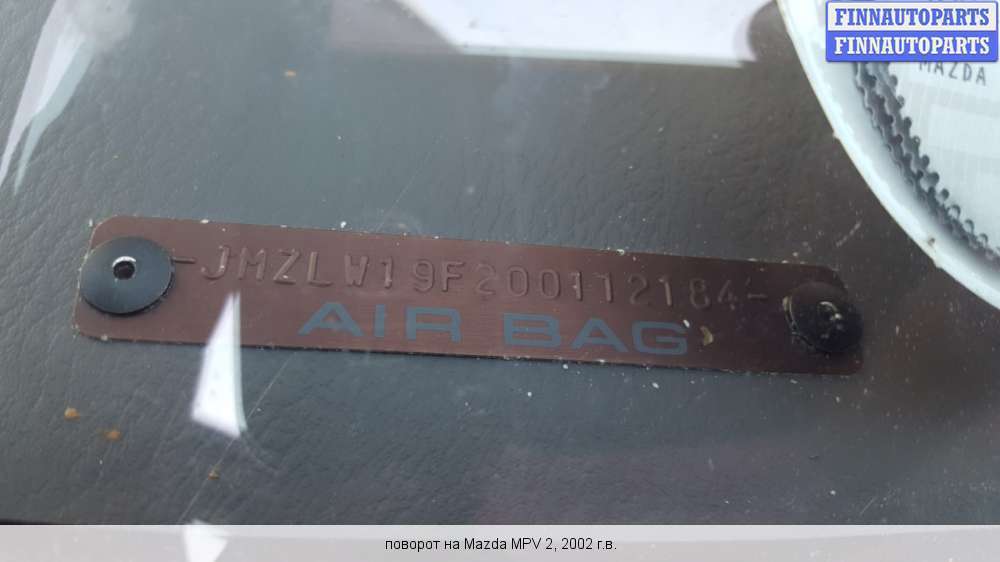 FINNAUTOPARTS
FINNAUTOPARTS
MAZDA
-JMZLW19F200112184-
AIR BAG
поворот на Mazda MPV 2, 2002 г.в.